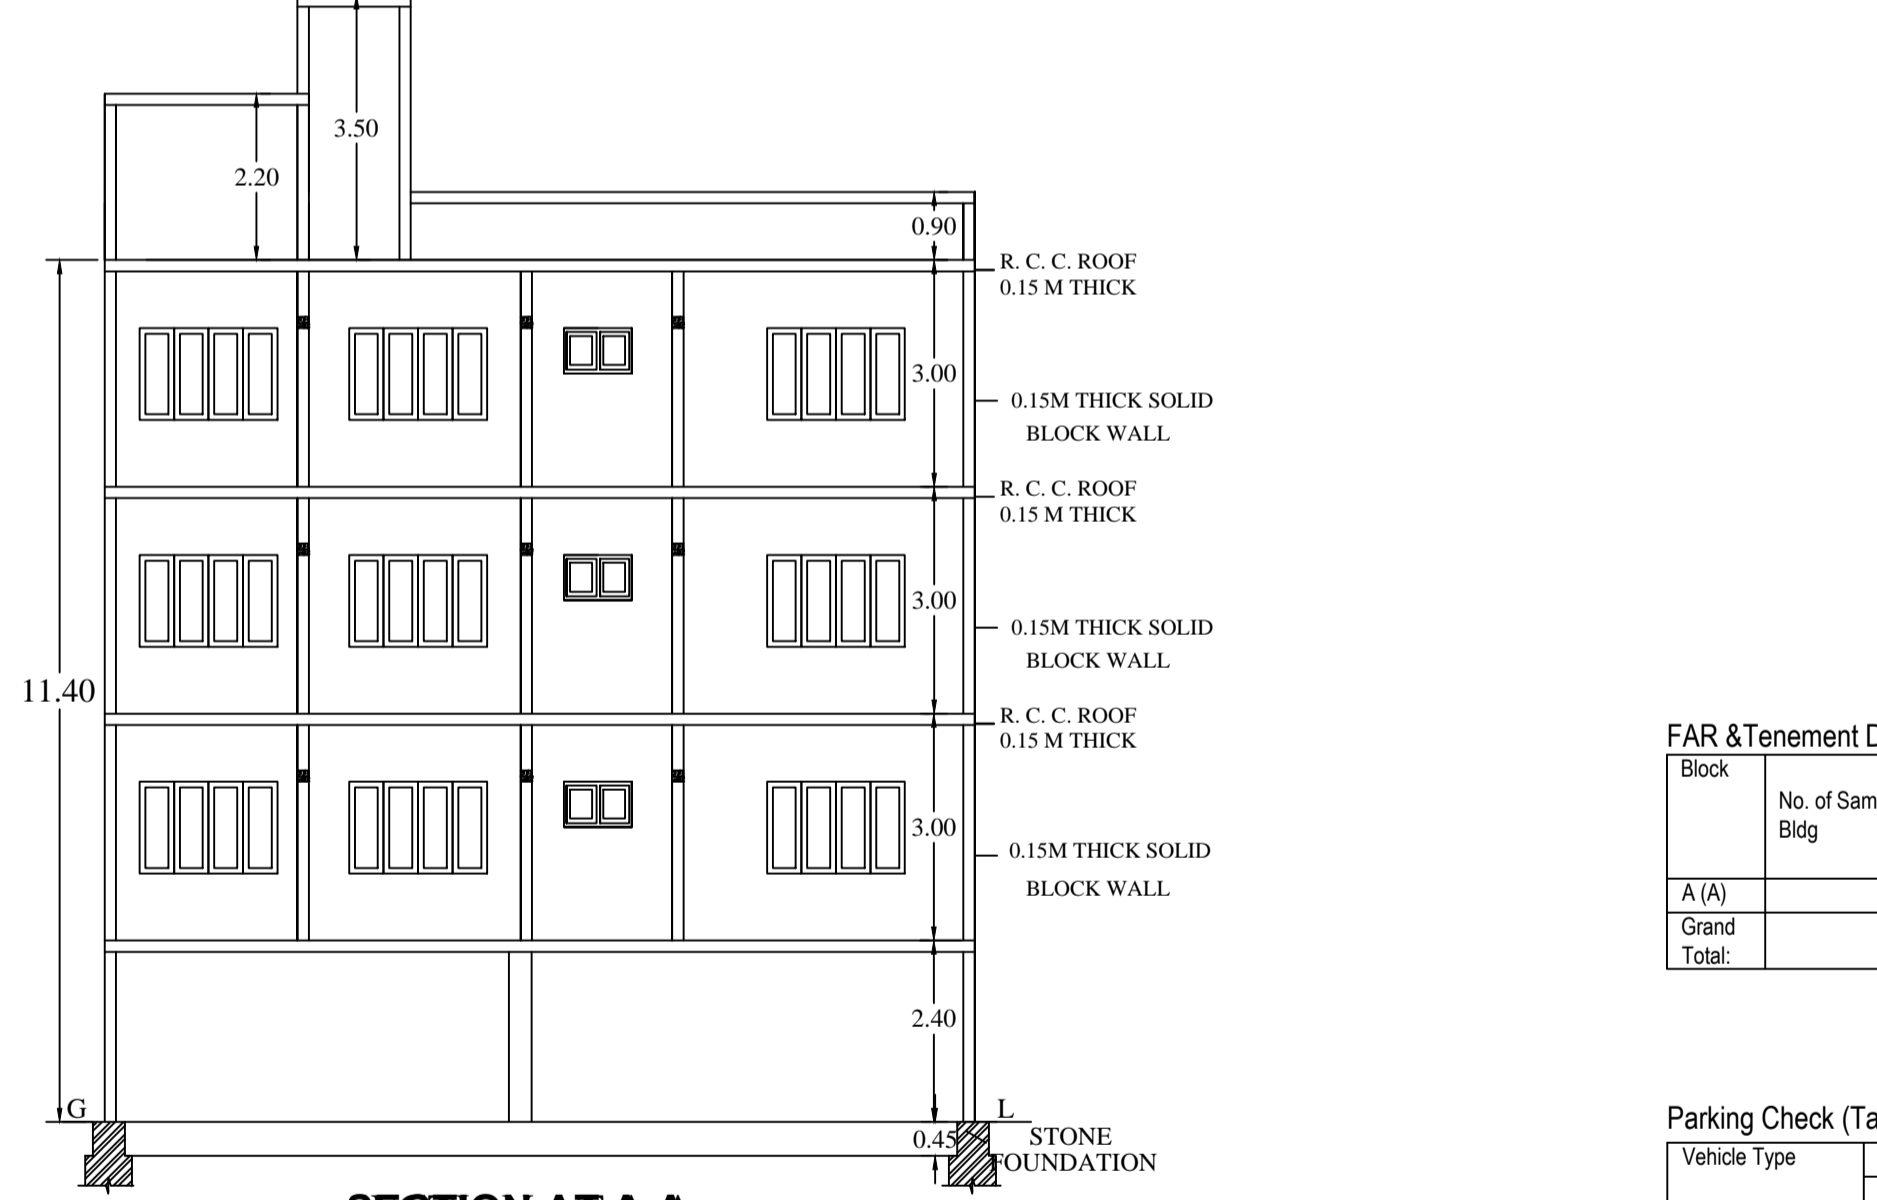 3.50
2.20
0.90
R. C. C. ROOF
0.15 M THICK
3.00
0.15M THICK SOLID
BLOCK WALL
R. C. C. ROOF
0.15 M THICK
3.00
0.15M THICK SOLID
BLOCK WALL
11.40
R. C. C. ROOF
0.15 M THICK
3.00
0.15M THICK SOLID
BLOCK WALL
2.40
G
L
0.45
STONE
FOUNDATION
SECTION AT A-A
FAR &Tenement D
Block
No. of Sam
Bldg
A (A)
Grand
Total:
Parking Check (Ta
Vehicle Type